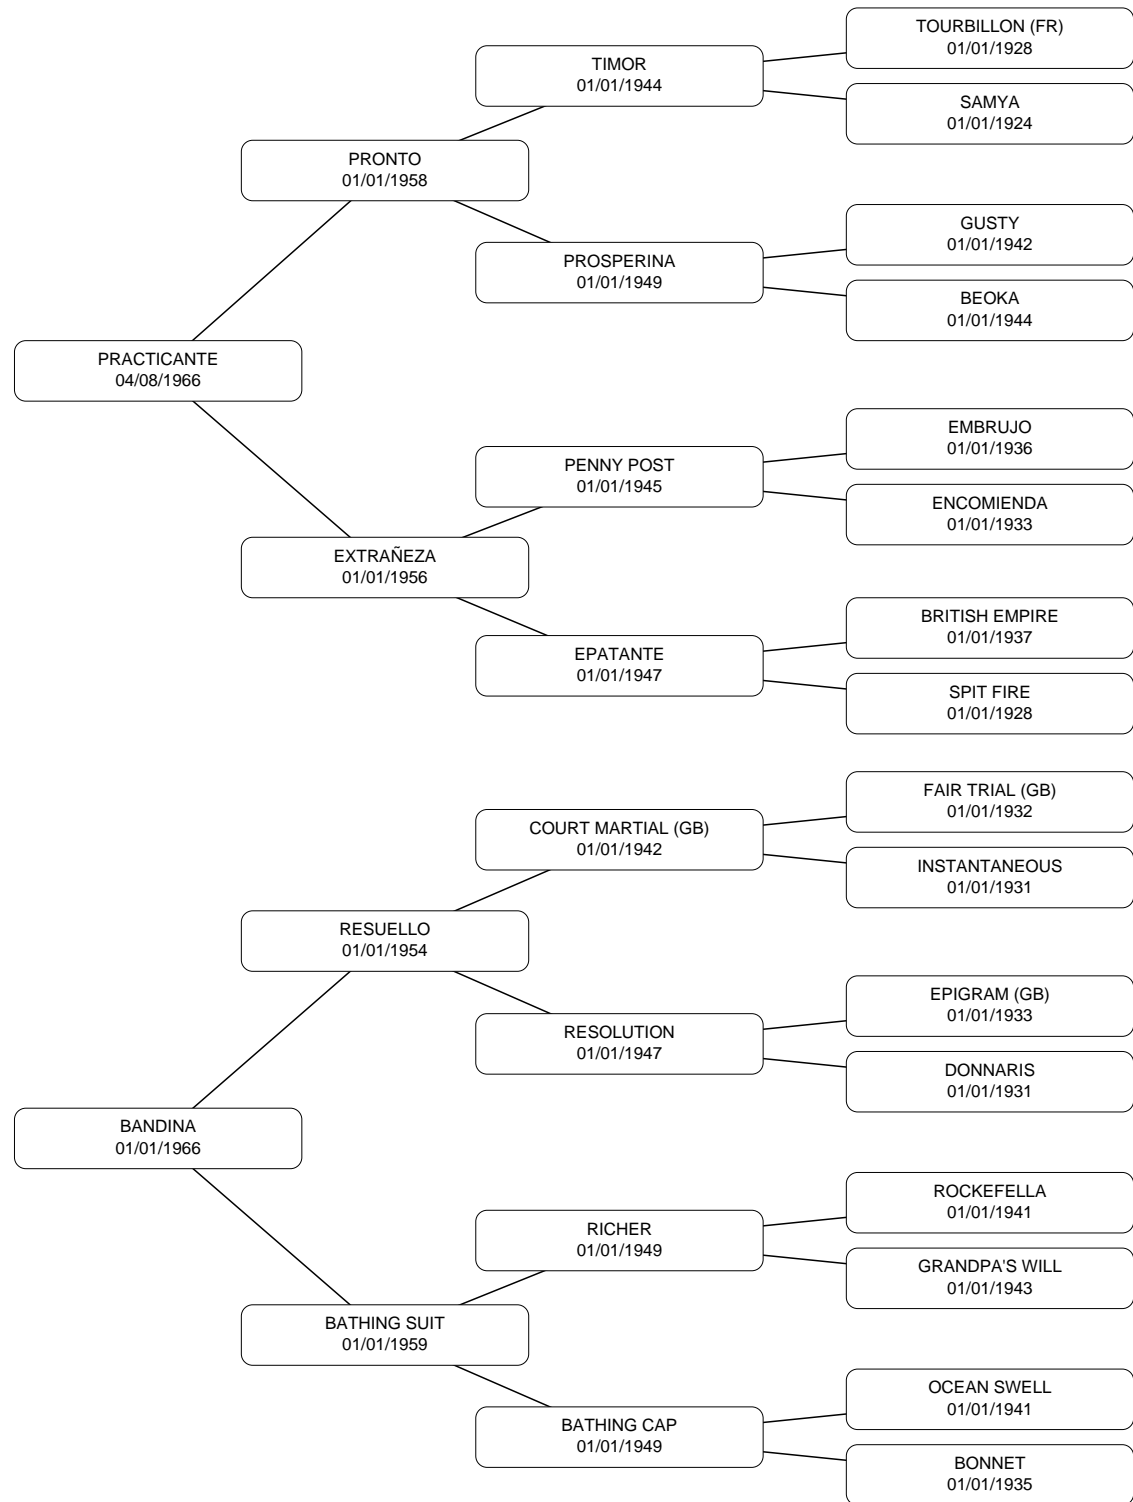 TOURBILLON (FR)
01/01/1928
TIMOR
01/01/1944
SAMYA
01/01/1924
PRONTO
01/01/1958
GUSTY
01/01/1942
PROSPERINA
01/01/1949
BEOKA
01/01/1944
PRACTICANTE
04/08/1966
EMBRUJO
01/01/1936
PENNY POST
01/01/1945
ENCOMIENDA
01/01/1933
EXTRAÑEZA
01/01/1956
BRITISH EMPIRE
01/01/1937
EPATANTE
01/01/1947
SPIT FIRE
01/01/1928
FAIR TRIAL (GB)
01/01/1932
COURT MARTIAL (GB)
01/01/1942
INSTANTANEOUS
01/01/1931
RESUELLO
01/01/1954
EPIGRAM (GB)
01/01/1933
RESOLUTION
01/01/1947
DONNARIS
01/01/1931
BANDINA
01/01/1966
ROCKEFELLA
01/01/1941
RICHER
01/01/1949
GRANDPA'S WILL
01/01/1943
BATHING SUIT
01/01/1959
OCEAN SWELL
01/01/1941
BATHING CAP
01/01/1949
BONNET
01/01/1935